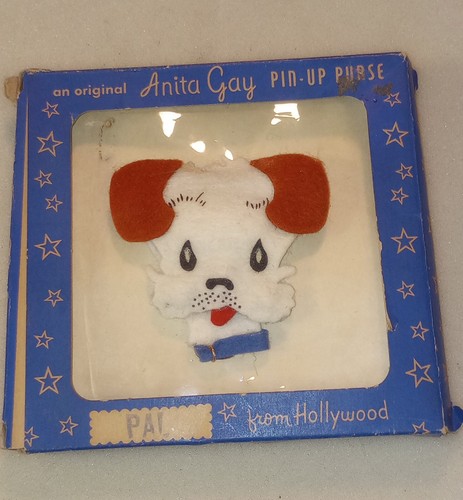 an original Anita Gay PIN-UP PURSE
PAL
from Hollywood